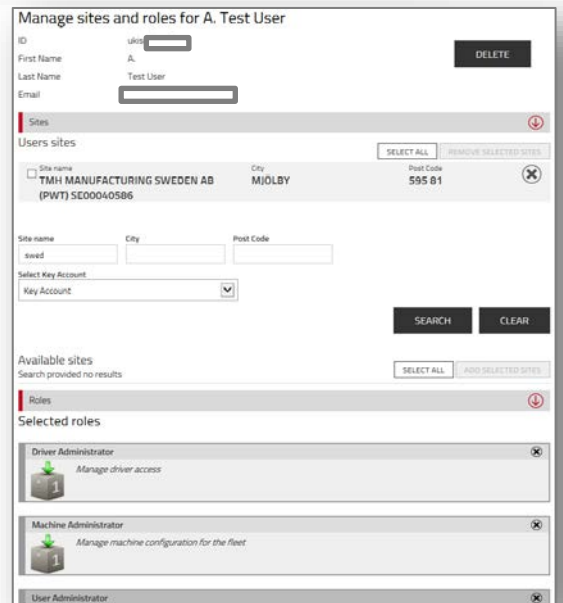 Manage sites and roles for A. Test User
ID ukis
First Name A.
DELETE
Last Name Test User
Email
Sites
Users sites
SELECT ALL REMOVE SELECTED SITES
Site name City Post Code
TMH MANUFACTURING SWEDEN AB MJÖLBY 595 81
(PWT) SE00040586
Site name City Post Code
swed
Select Key Account
Key Account
SEARCH CLEAR
Available sites
SELECT ALL ADD SELECTED SITES
Search provided no results
Roles
Selected roles
Driver Administrator
Manage driver access
1
Machine Administrator
Manage machine configuration for the fleet
1
User Administrator